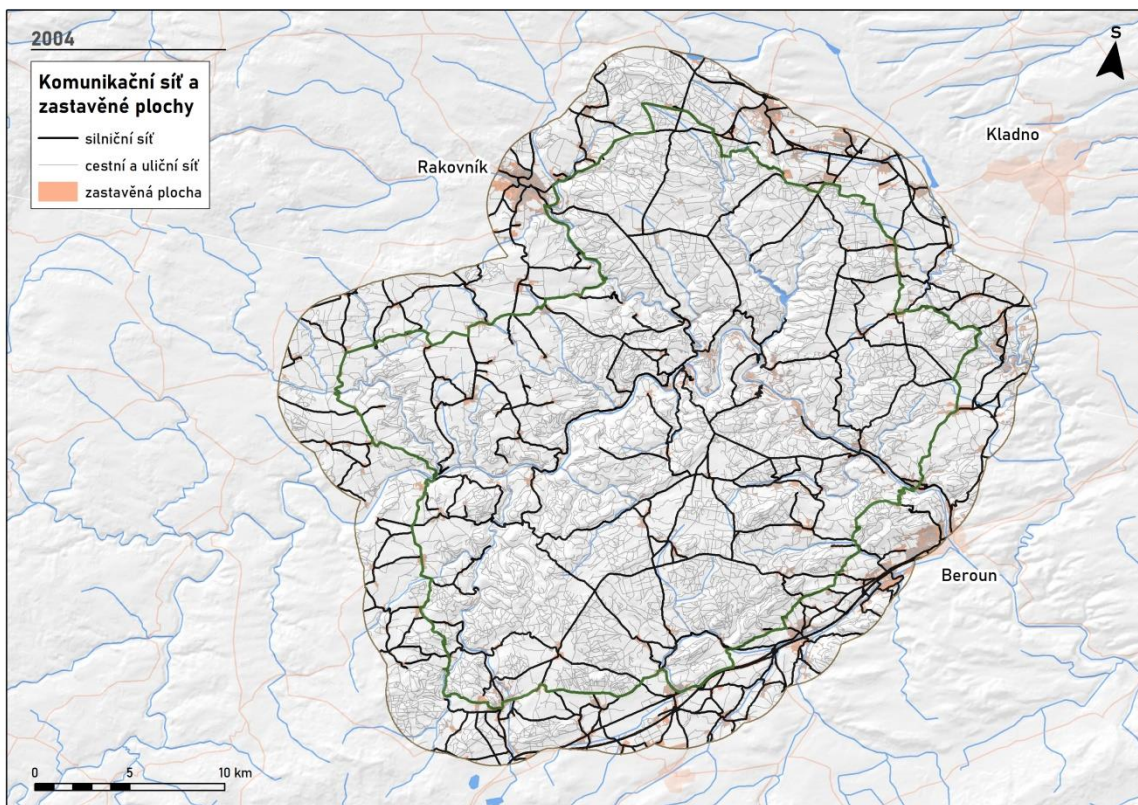 2004
Komunikační síť a
zastavěné plochy
silniční síť
cestní a uliční síť
zastavěná plocha
S
Kladno
Rakovník
Beroun
0 5 10 km